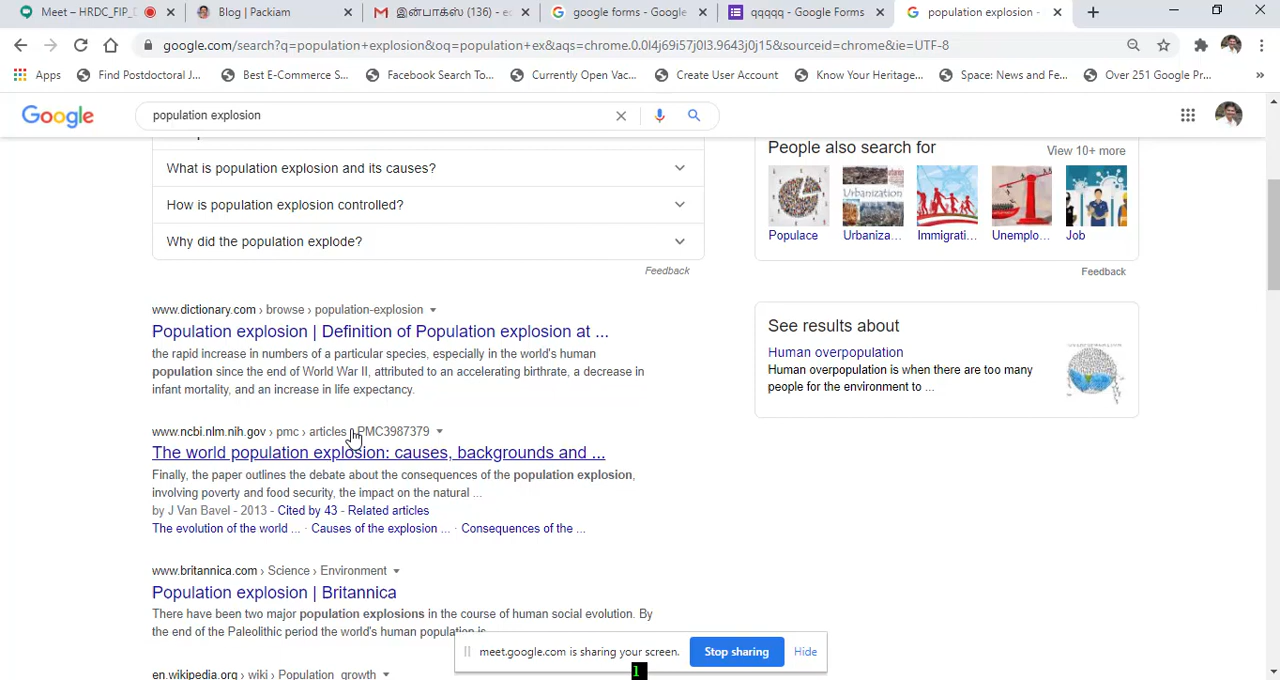 Meet – HRDC_FIP_D
Blog | Packiam
இன்பாக்ஸ் (136) - ec
google forms - Google
qqqqq - Google Forms
population explosion -
google.com/search?q=population+explosion&oq=population+ex&aqs=chrome.0.0l4j69i57j0l3.9643j0j15&sourceid=chrome&ie=UTF-8
Apps
Find Postdoctoral J...
Best E-Commerce S...
Facebook Search To...
Currently Open Vac...
Create User Account
Know Your Heritage...
Space: News and Fe...
Over 251 Google Pr...
»
Google
population explosion
What is population explosion and its causes?
How is population explosion controlled?
Why did the population explode?
Feedback
www.dictionary.com › browse › population-explosion
Population explosion | Definition of Population explosion at ...
the rapid increase in numbers of a particular species, especially in the world's human
population since the end of World War II, attributed to an accelerating birthrate, a decrease in
infant mortality, and an increase in life expectancy.
www.ncbi.nlm.nih.gov › pmc › articles PMC3987379
The world population explosion: causes, backgrounds and ...
Finally, the paper outlines the debate about the consequences of the population explosion,
involving poverty and food security, the impact on the natural ...
by J Van Bavel - 2013 - Cited by 43 - Related articles
The evolution of the world ... · Causes of the explosion ... · Consequences of the ...
www.britannica.com › Science › Environment
Population explosion | Britannica
There have been two major population explosions in the course of human social evolution. By
the end of the Paleolithic period the world's human population is
en.wikipedia.org › wiki › Population_growth
People also search for
View 10+ more
Urbanization
Populace
Urbaniza...
Immigrati...
Unemplo...
Job
Feedback
See results about
Human overpopulation
Human overpopulation is when there are too many
people for the environment to ...
meet.google.com is sharing your screen.
Stop sharing
Hide
1